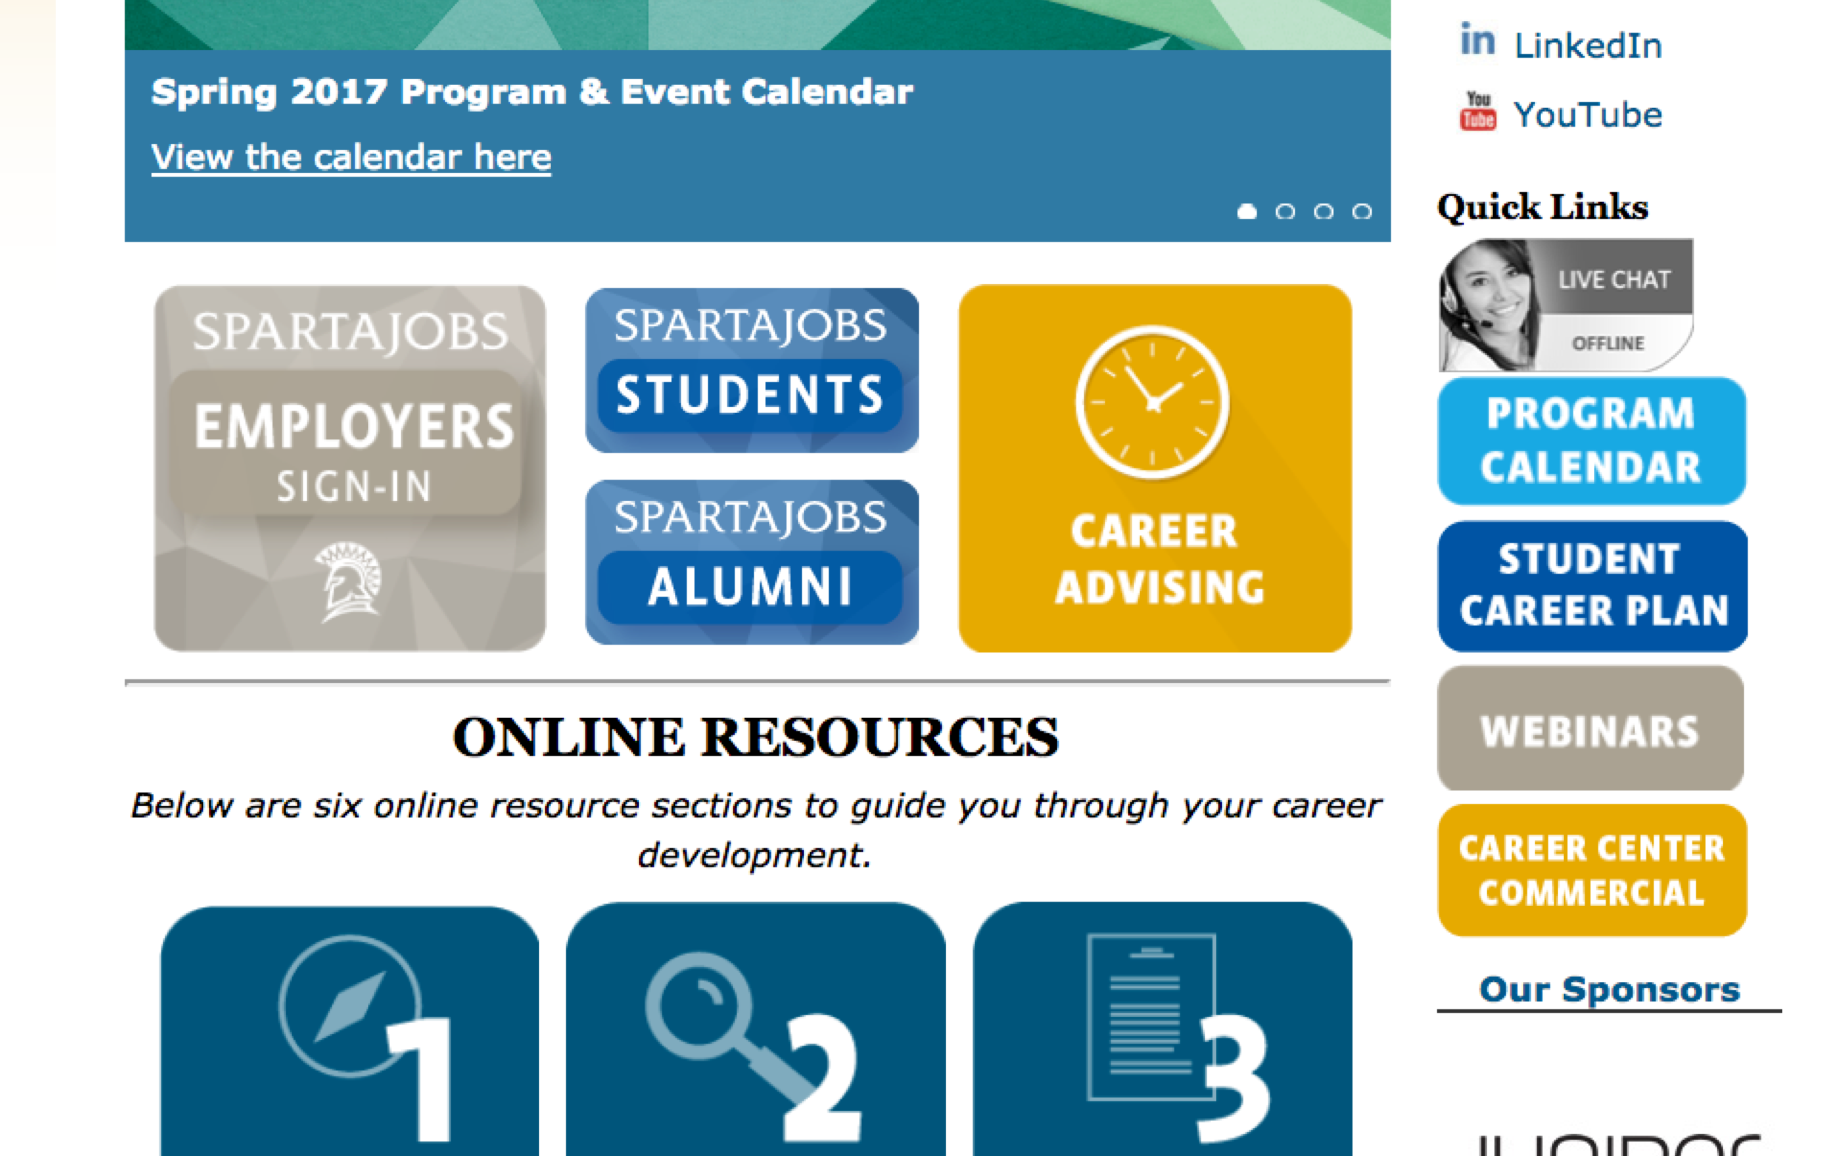 Spring 2017 Program & Event Calendar
View the calendar here
SPARTAJOBS
EMPLOYERS
SIGN-IN
SPARTAJOBS
STUDENTS
SPARTAJOBS
ALUMNI
CAREER
ADVISING
ONLINE RESOURCES
Below are six online resource sections to guide you through your career
development.
1
2
3
in LinkedIn
You
Tube YouTube
Quick Links
LIVE CHAT
OFFLINE
PROGRAM
CALENDAR
STUDENT
CAREER PLAN
WEBINARS
CAREER CENTER
COMMERCIAL
Our Sponsors